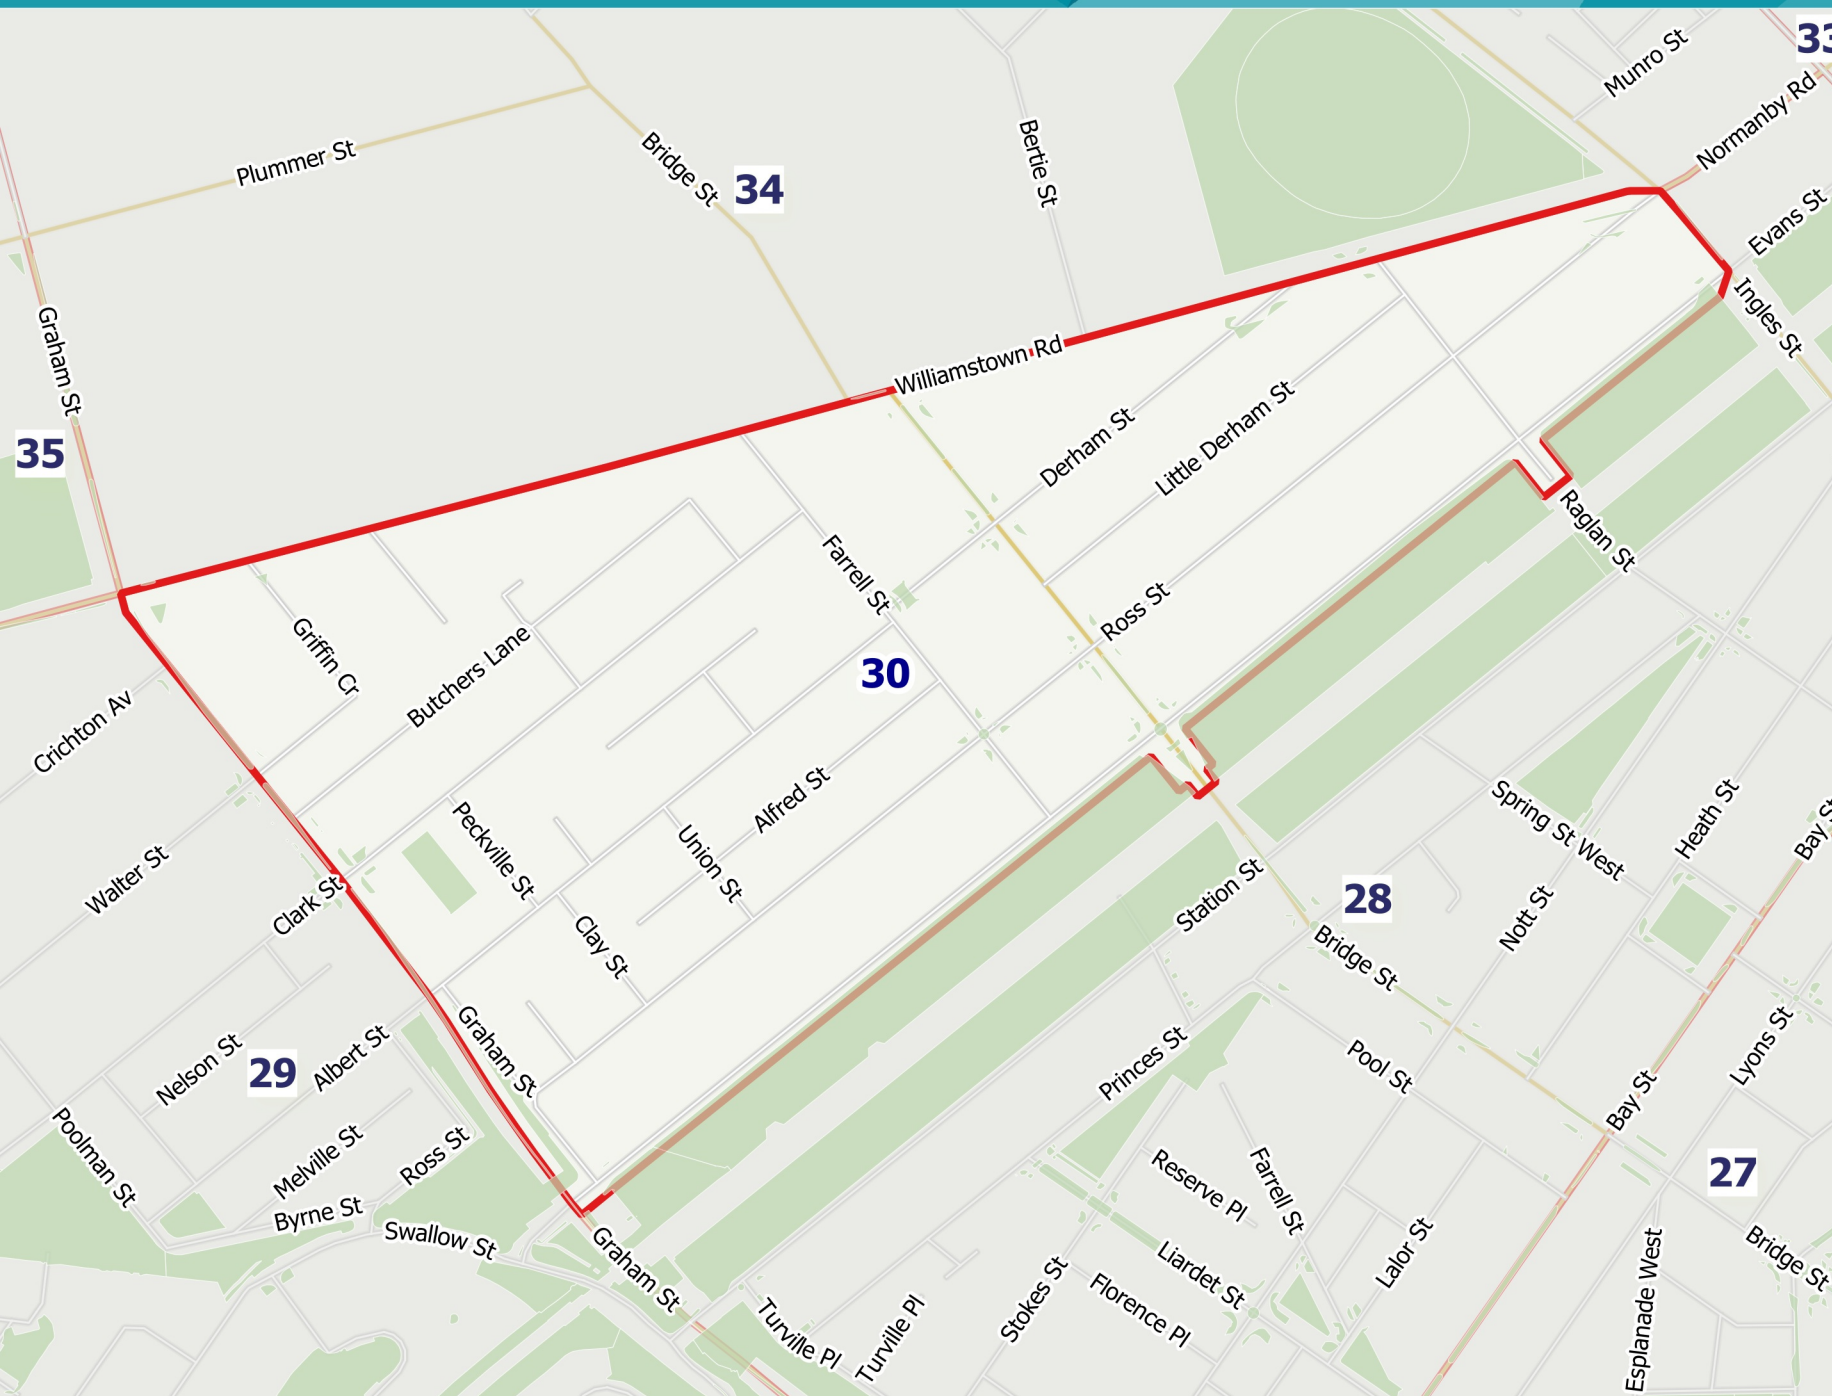 Munro St
33
Normanby Rd
Plummer St
Bridge St
34
Bertie St
Evans St
Ingles St
Graham St
35
Williamstown Rd
Derham St
Little Derham St
Raglan St
Farrell St
Ross St
Griffin Cr
Butchers Lane
30
Crichton Av
Alfred St
Peckville St
Union St
Spring St West
Heath St
Bay St
Walter St
Clark St
Station St
28
Nott St
Clay St
Bridge St
Graham St
Nelson St
29
Albert St
Princes St
Pool St
Lyons St
Bay St
Poolman St
Melville St
Ross St
Reserve Pl
Farrell St
27
Byrne St
Swallow St
Graham St
Liardet St
Lalor St
Bridge St
Stokes St
Florence Pl
Esplanade West
Turville Pl
Turville Pl